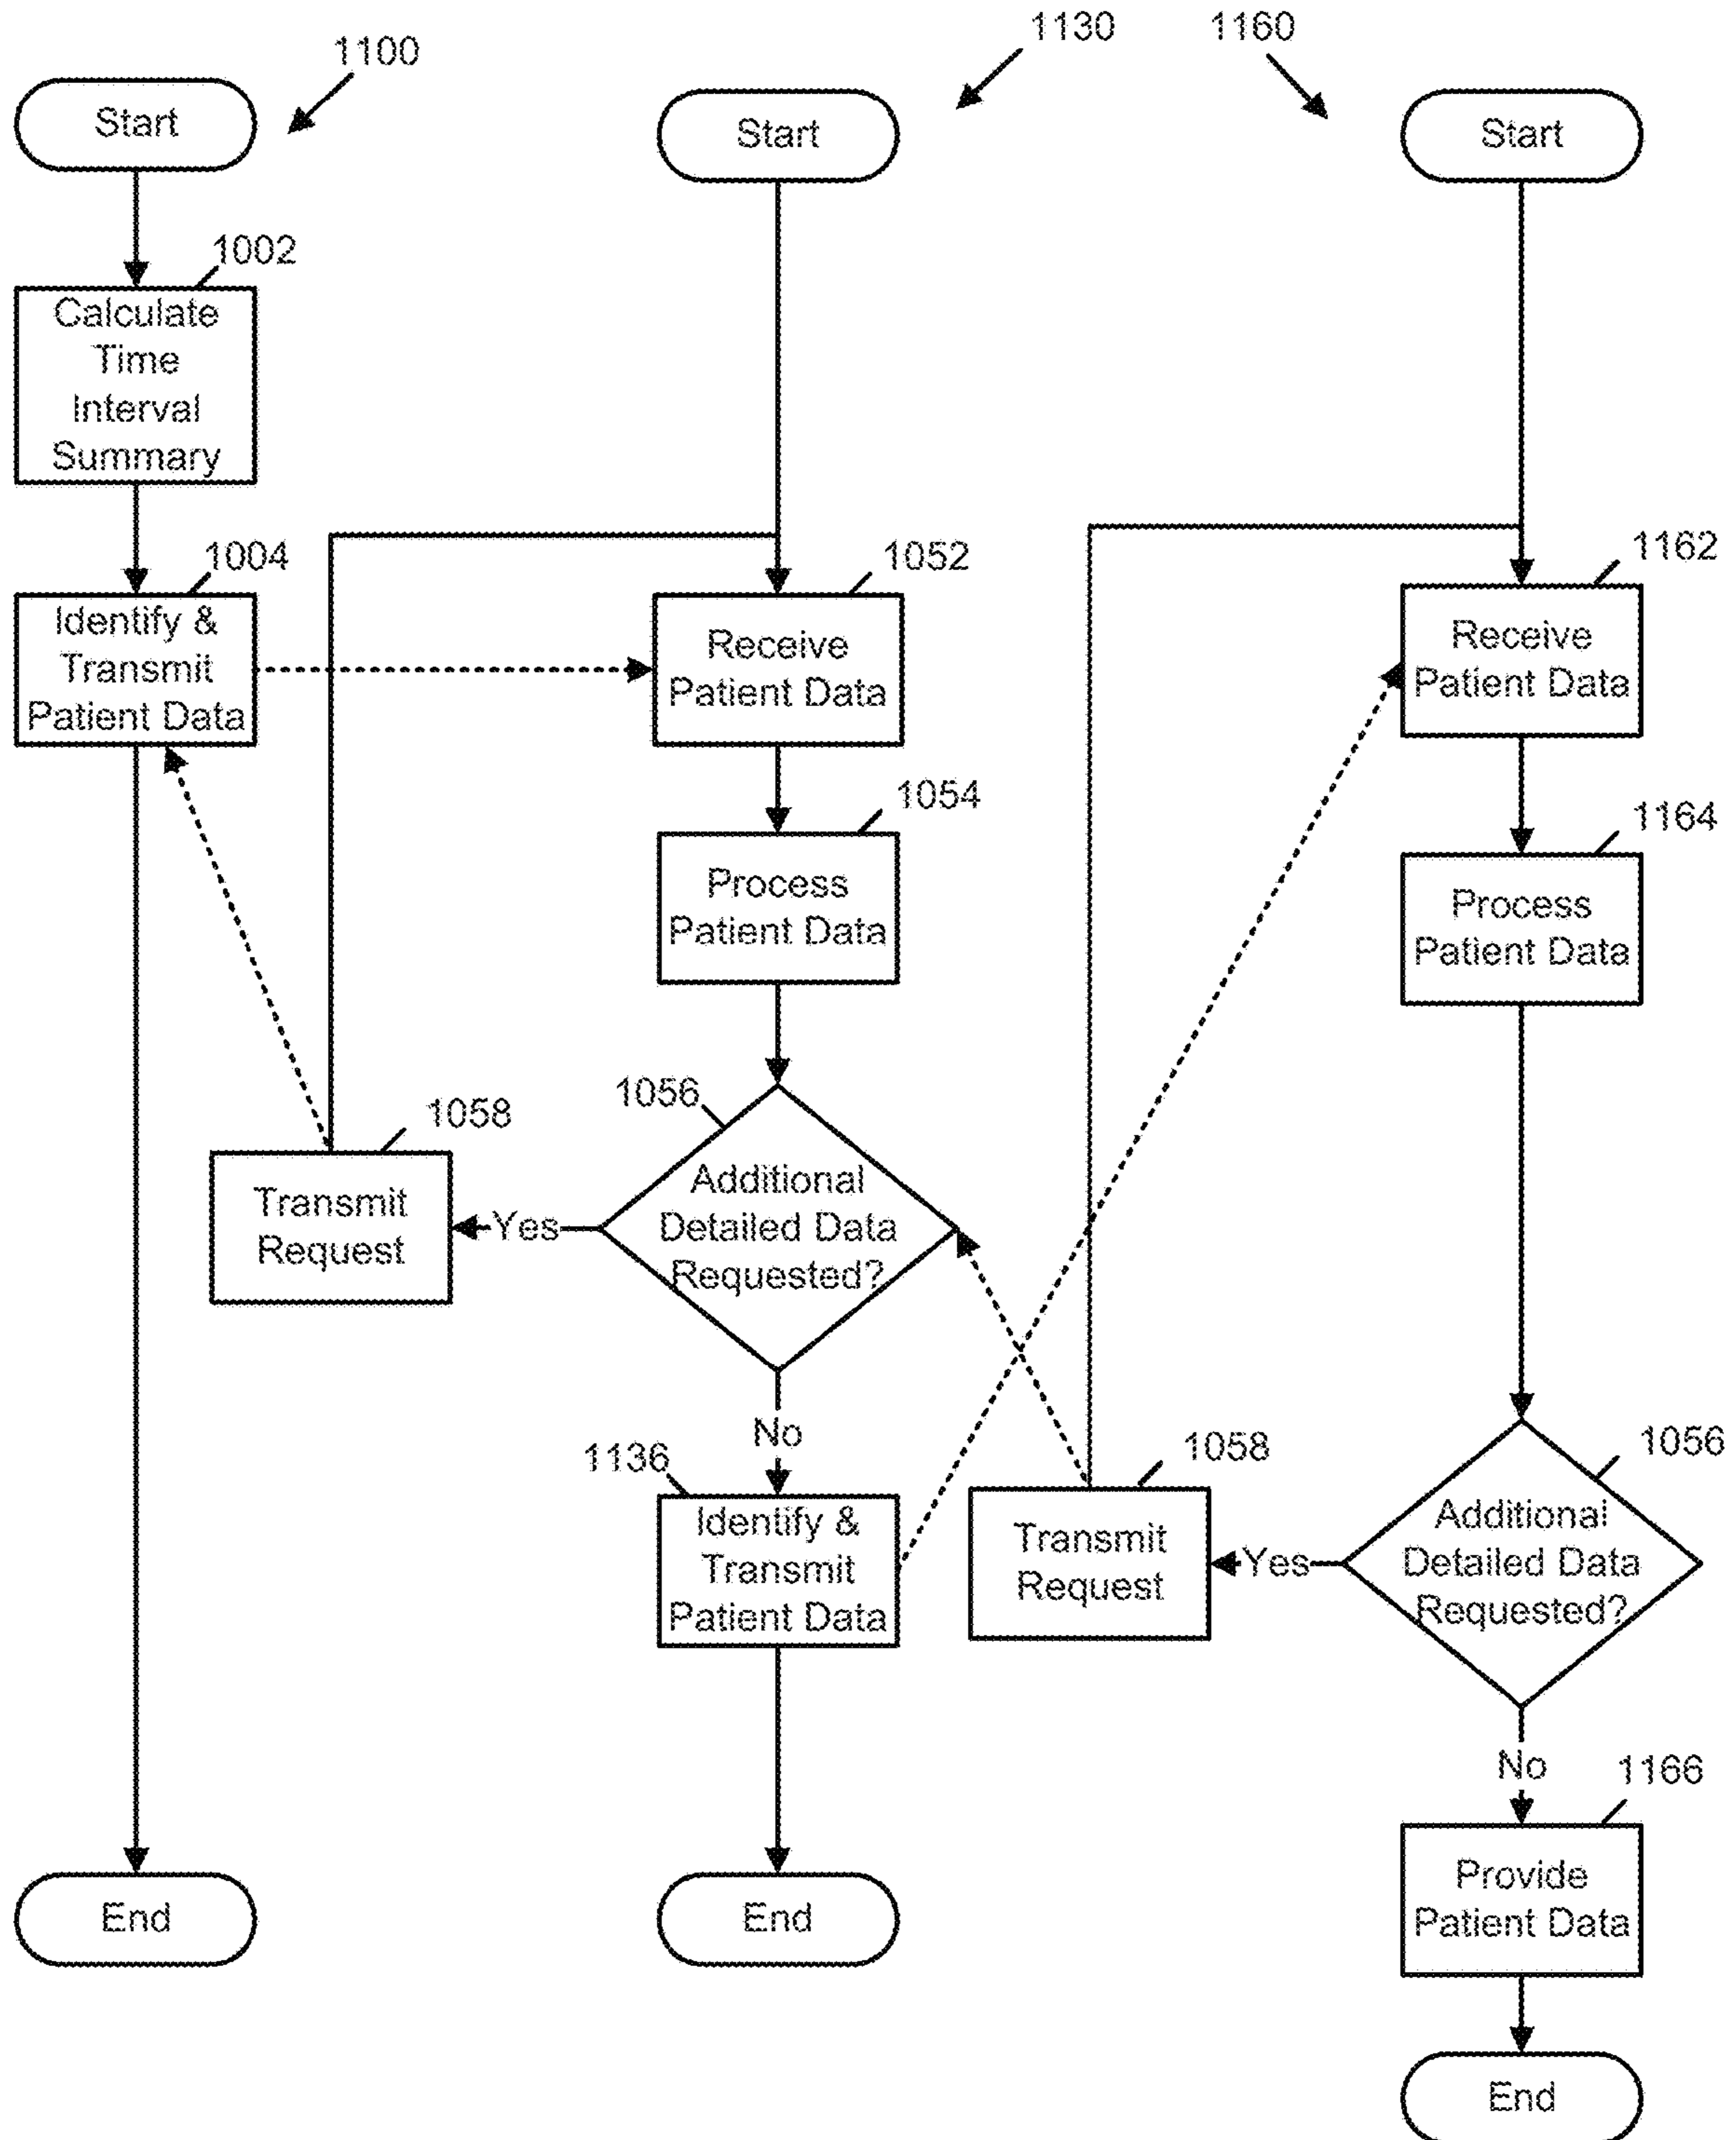 1100
1130
1160
Start
Start
Start
1002
Calculate
Time
Interval
Summary
1004
Identify &
Transmit
Patient Data
1052
Receive
Patient Data
1162
Receive
Patient Data
1054
Process
Patient Data
1164
Process
Patient Data
1056
Additional
Detailed Data
Requested?
1058
Transmit
Request
Yes
No
1136
Identify &
Transmit
Patient Data
1058
Transmit
Request
Yes
1056
Additional
Detailed Data
Requested?
No
1166
Provide
Patient Data
End
End
End